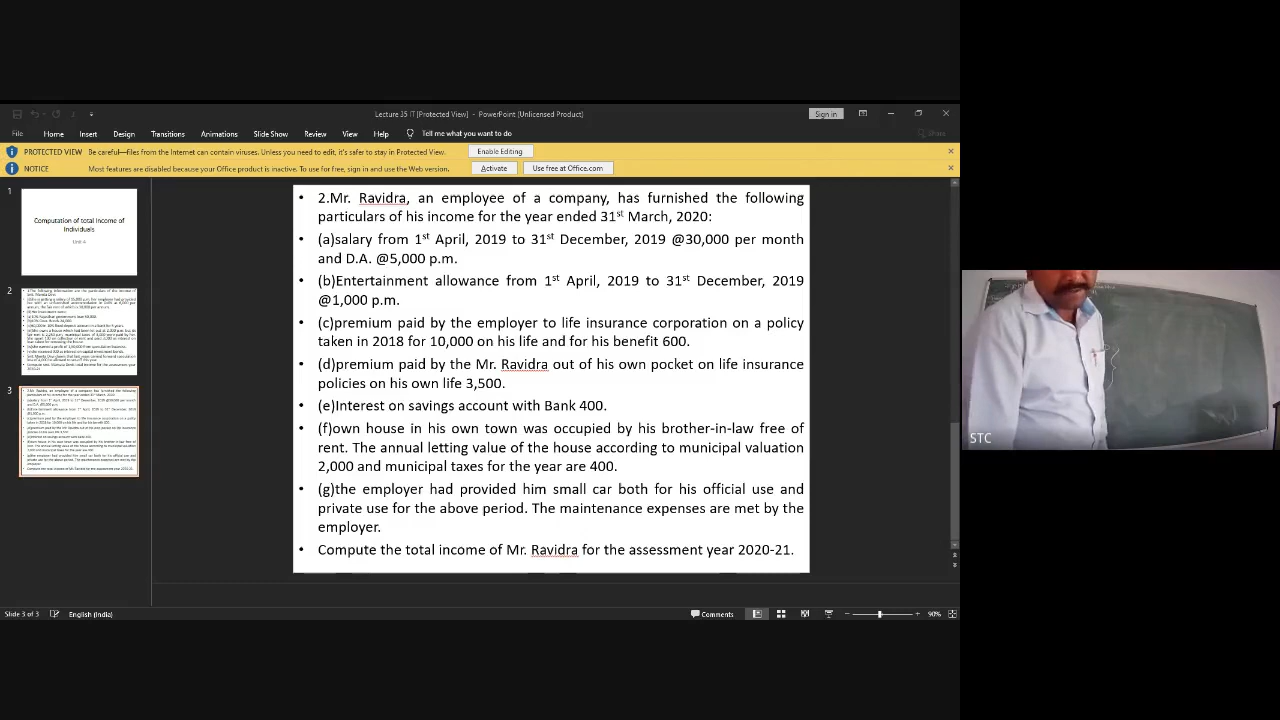 Lecture 35 IT [Protected View] - PowerPoint (Unlicensed Product)
Sign in
File Home Insert Design Transitions Animations Slide Show Review View Help Tell me what you want to do
Share
PROTECTED VIEW Be careful—files from the Internet can contain viruses. Unless you need to edit, it's safer to stay in Protected View. Enable Editing
NOTICE Most features are disabled because your Office product is inactive. To use for free, sign in and use the Web version. Activate Use free at Office.com
1
Computation of total Income of
Individuals
Unit-4
2
3
• 2.Mr. Ravidra, an employee of a company, has furnished the following
particulars of his income for the year ended 31st March, 2020:
• (a)salary from 1st April, 2019 to 31st December, 2019 @30,000 per month
and D.A. @5,000 p.m.
• (b)Entertainment allowance from 1st April, 2019 to 31st December, 2019
@1,000 p.m.
• (c)premium paid by the employer to life insurance corporation on a policy
taken in 2018 for 10,000 on his life and for his benefit 600.
• (d)premium paid by the Mr. Ravidra out of his own pocket on life insurance
policies on his own life 3,500.
• (e)Interest on savings account with Bank 400.
• (f)own house in his own town was occupied by his brother-in-law free of
rent. The annual letting value of the house according to municipal valuation
2,000 and municipal taxes for the year are 400.
• (g)the employer had provided him small car both for his official use and
private use for the above period. The maintenance expenses are met by the
employer.
• Compute the total income of Mr. Ravidra for the assessment year 2020-21.
STC
Slide 3 of 3 English (India) Comments 90%